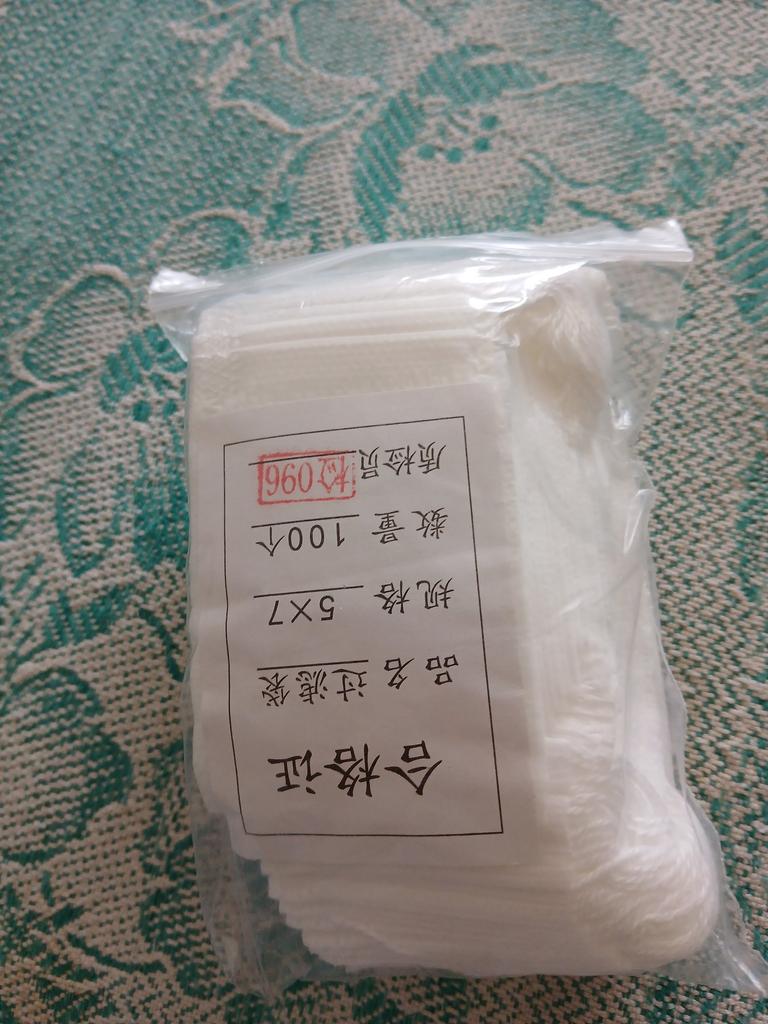 合格证
品名 过滤袋
规格 5×7
数量 100个
质检员 检096